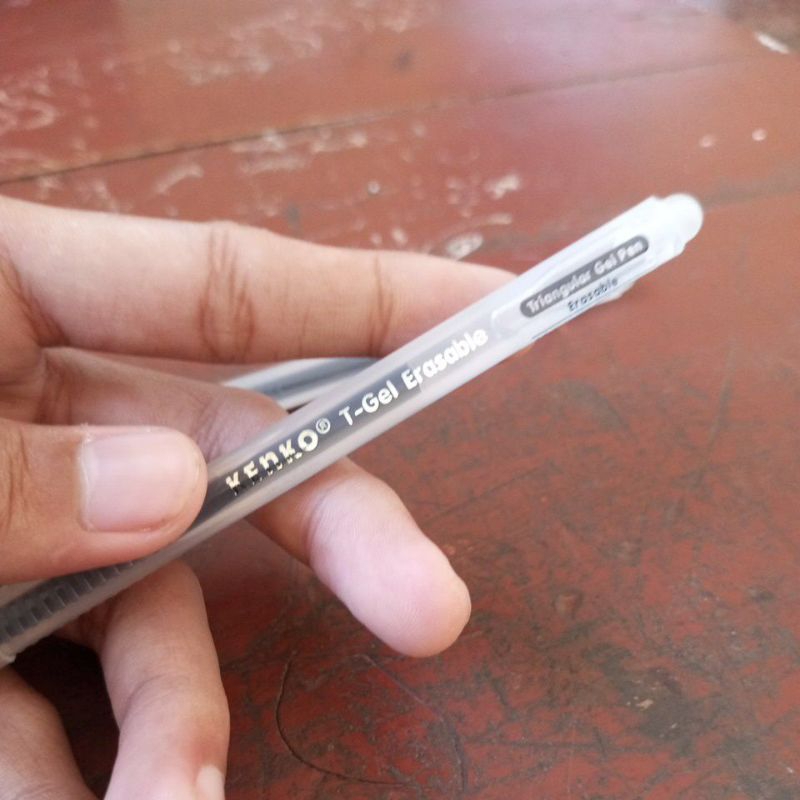 KENKO® T-Gel Erasable
Triangular Gel Pen
Erasable